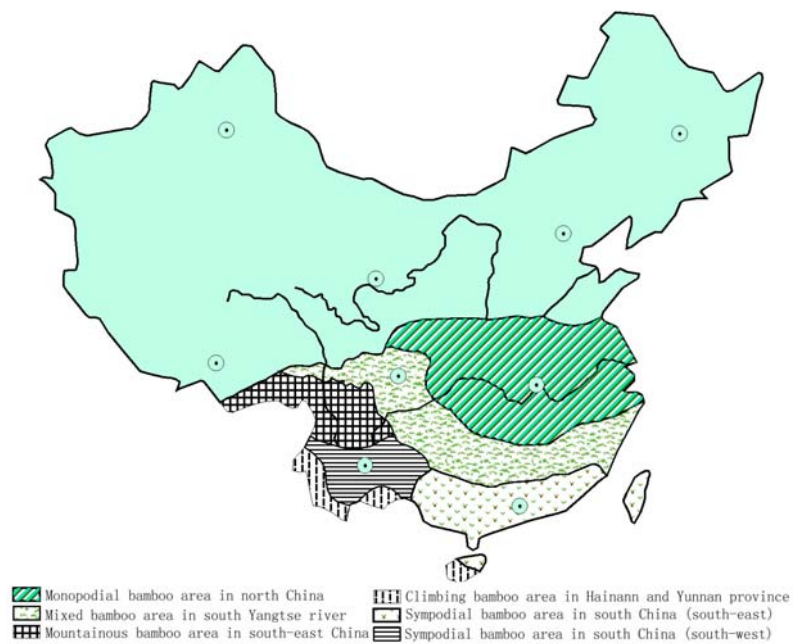 Monopodial bamboo area in north China
Mixed bamboo area in south Yangtse river
Mountainous bamboo area in south-east China
Climbing bamboo area in Hainann and Yunnan province
Sympodial bamboo area in south China (south-east)
Sympodial bamboo area in south China (south-west)